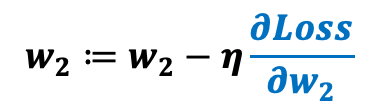 w₂ := w₂ − η ∂Loss/∂w₂